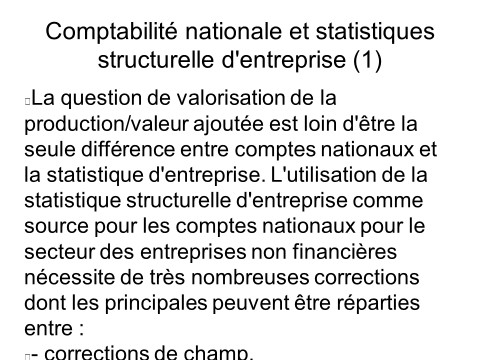 Comptabilité nationale et statistiques
structurelle d'entreprise (1)
La question de valorisation de la
production/valeur ajoutée est loin d'être la
seule différence entre comptes nationaux et
la statistique d'entreprise. L'utilisation de la
statistique structurelle d'entreprise comme
source pour les comptes nationaux pour le
secteur des entreprises non financières
nécessite de très nombreuses corrections
dont les principales peuvent être réparties
entre :
- corrections de champ,